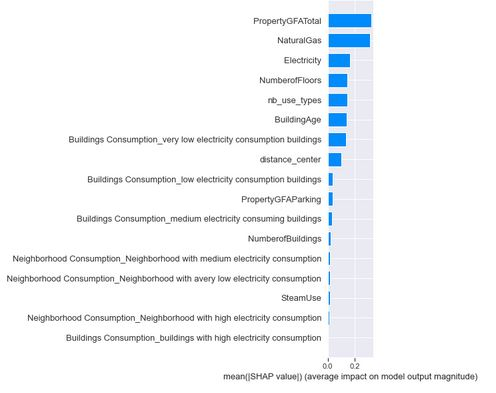 PropertyGFATotal
NaturalGas
Electricity
NumberofFloors
nb_use_types
BuildingAge
Buildings Consumption_very low electricity consumption buildings
distance_center
Buildings Consumption_low electricity consumption buildings
PropertyGFAParking
Buildings Consumption_medium electricity consuming buildings
NumberofBuildings
Neighborhood Consumption_Neighborhood with medium electricity consumption
Neighborhood Consumption_Neighborhood with avery low electricity consumption
SteamUse
Neighborhood Consumption_Neighborhood with high electricity consumption
Buildings Consumption_buildings with high electricity consumption
0.0 0.2
mean(|SHAP value|) (average impact on model output magnitude)